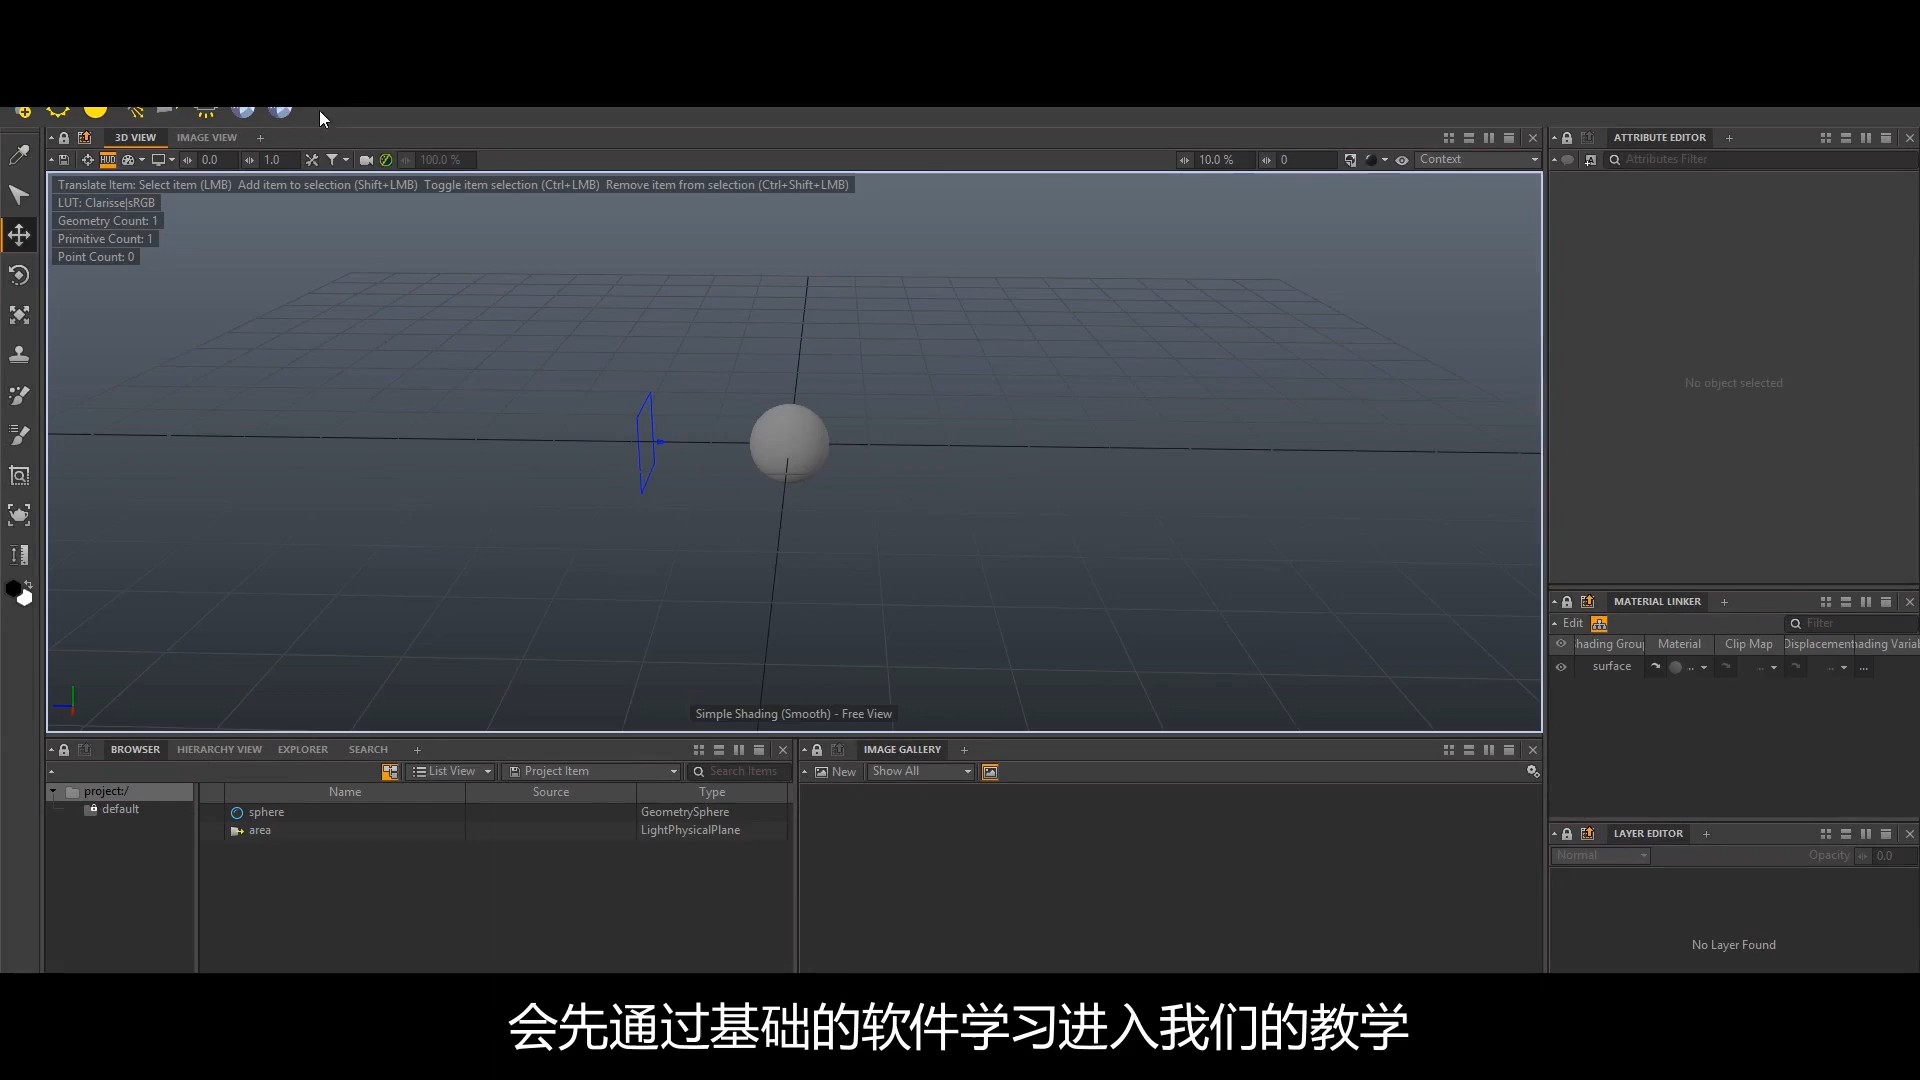 3D VIEW IMAGE VIEW +
HUD 0.0 1.0 100.0 % 10.0 % 0 Context
Translate Item: Select item (LMB) Add item to selection (Shift+LMB) Toggle item selection (Ctrl+LMB) Remove item from selection (Ctrl+Shift+LMB)
LUT: Clarisse|sRGB
Geometry Count: 1
Primitive Count: 1
Point Count: 0
Simple Shading (Smooth) - Free View
ATTRIBUTE EDITOR +
Attributes Filter
No object selected
MATERIAL LINKER +
Edit Filter
hading Grou Material Clip Map Displacement hading Varial
surface .. .. .. ...
BROWSER HIERARCHY VIEW EXPLORER SEARCH +
List View Project Item Search Items
project:/
default
Name Source Type
sphere GeometrySphere
area LightPhysicalPlane
IMAGE GALLERY +
New Show All
LAYER EDITOR +
Normal Opacity 0.0
No Layer Found
会先通过基础的软件学习进入我们的教学